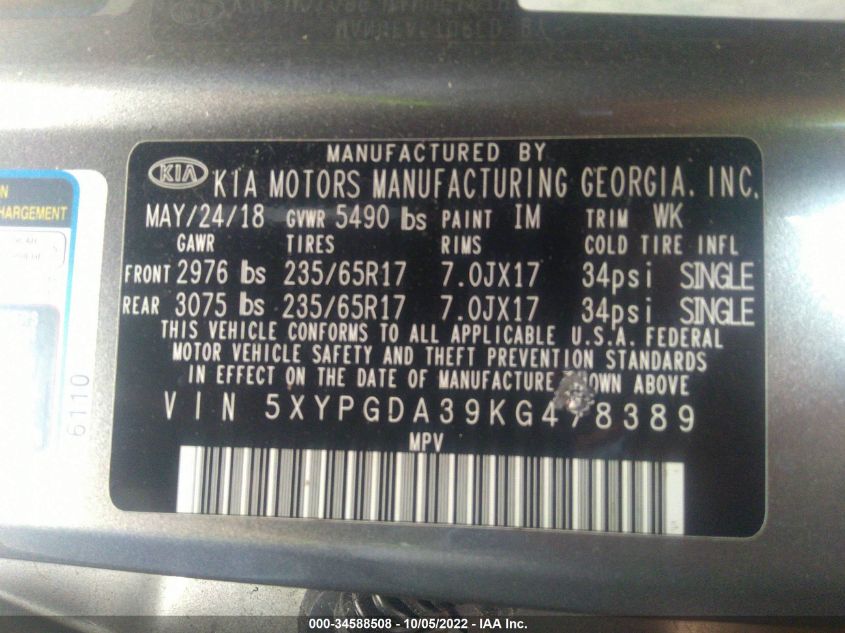 HARGEMENT
6110
MANUFACTURED BY
KIA KIA MOTORS MANUFACTURING GEORGIA, INC.
MAY/24/18 GVWR 5490 lbs PAINT IM TRIM WK
GAWR TIRES RIMS COLD TIRE INFL
FRONT 2976 lbs 235/65R17 7.0JX17 34psi SINGLE
REAR 3075 lbs 235/65R17 7.0JX17 34psi SINGLE
THIS VEHICLE CONFORMS TO ALL APPLICABLE U.S.A. FEDERAL
MOTOR VEHICLE SAFETY AND THEFT PREVENTION STANDARDS
IN EFFECT ON THE DATE OF MANUFACTURE OWN ABOVE
VIN 5XYPGDA39KG478389
MPV
000-34588508 - 10/05/2022 - IAA Inc.